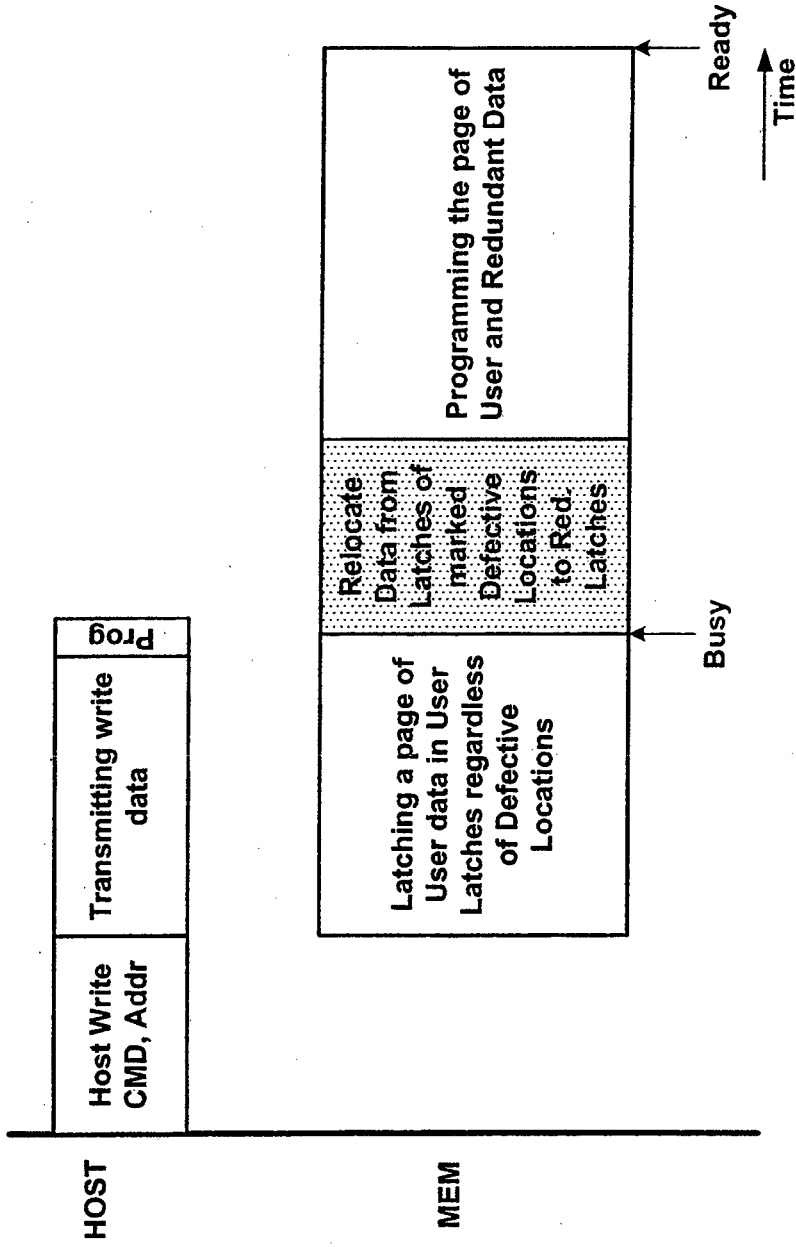 HOST
Host Write
CMD, Addr
Transmitting write
data
Prog
MEM
Latching a page of
User data in User
Latches regardless
of Defective
Locations
Relocate
Data from
Latches of
marked
Defective
Locations
to Red.
Latches
Programming the page of
User and Redundant Data
Busy
Ready
Time